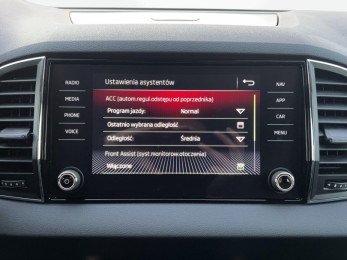 Ustawienia asystentów
RADIO
MEDIA
PHONE
VOICE
ACC (autom.regul.odstępu od poprzednika)
Program jazdy: Normal
Ostatnio wybrana odległość
Odległość: Średnia
Front Assist (syst.monitorow.otoczenia)
Włączone
NAV
APP
CAR
MENU